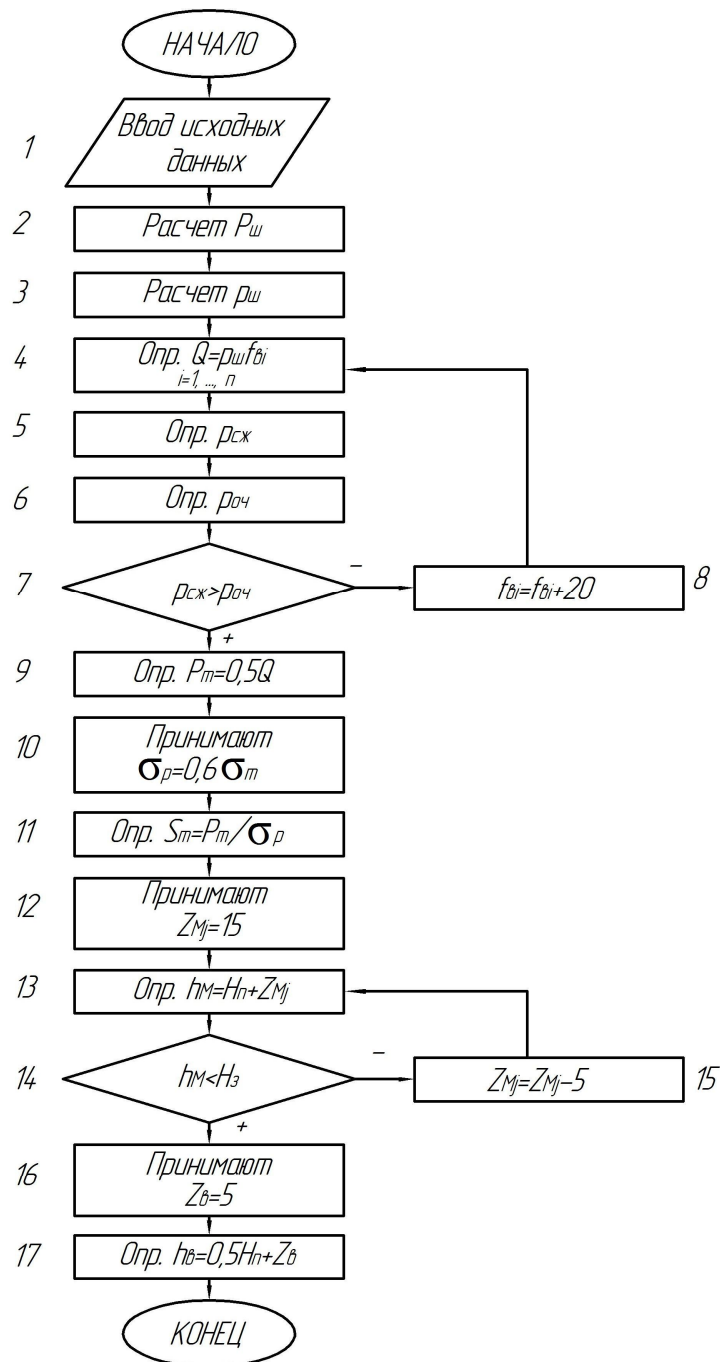 НАЧАЛО
1
Ввод исходных
данных
2
Расчет Pш
3
Расчет pш
4
Опр. Q=pшfвi
i=1, ..., n
5
Опр. pсж
6
Опр. pоч
7
pсж>pоч
–
fвi=fвi+20
8
+
9
Опр. Pт=0,5Q
10
Принимают
σр=0,6σт
11
Опр. Sт=Pт/σр
12
Принимают
Zмj=15
13
Опр. hм=Hп+Zмj
14
hм<Hз
–
Zмj=Zмj–5
15
+
16
Принимают
Zв=5
17
Опр. hв=0,5Hп+Zв
КОНЕЦ